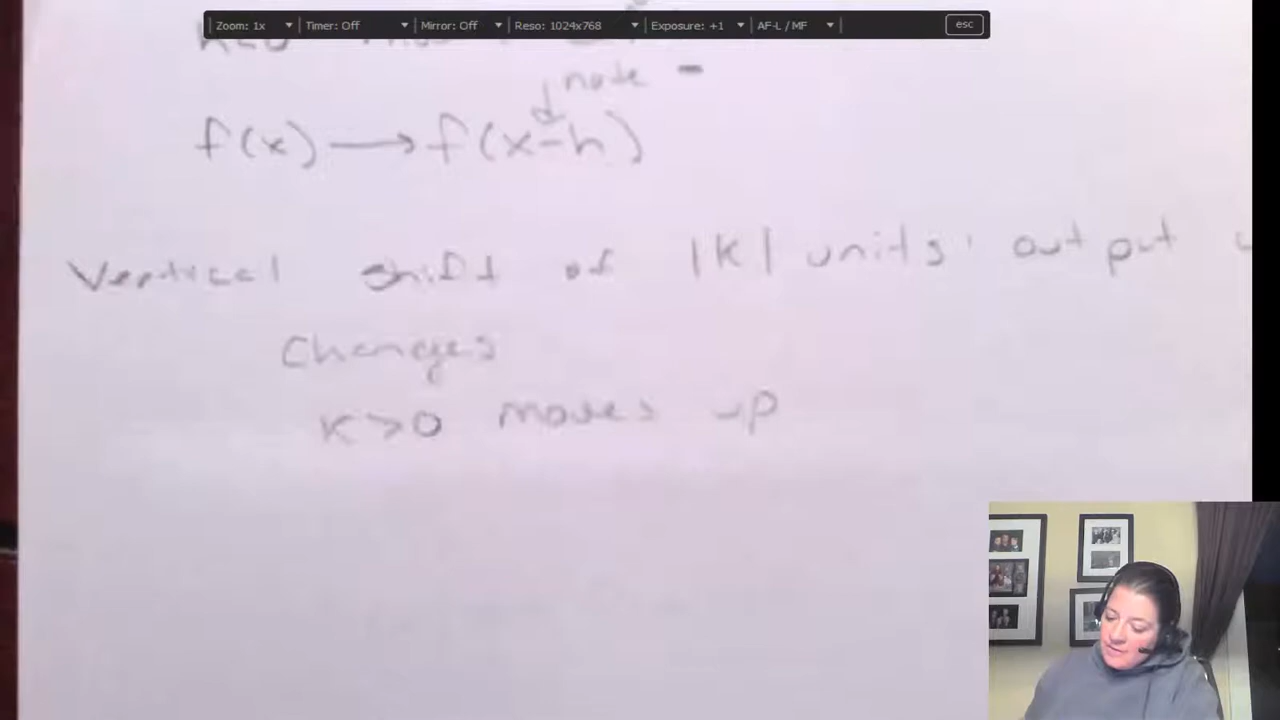 Zoom: 1x Timer: Off Mirror: Off Reso: 1024x768 Exposure: +1 AF-L / MF esc
note -
f(x) → f(x-h)
Vertical shift of |K| units: output
changes
K>0 moves up